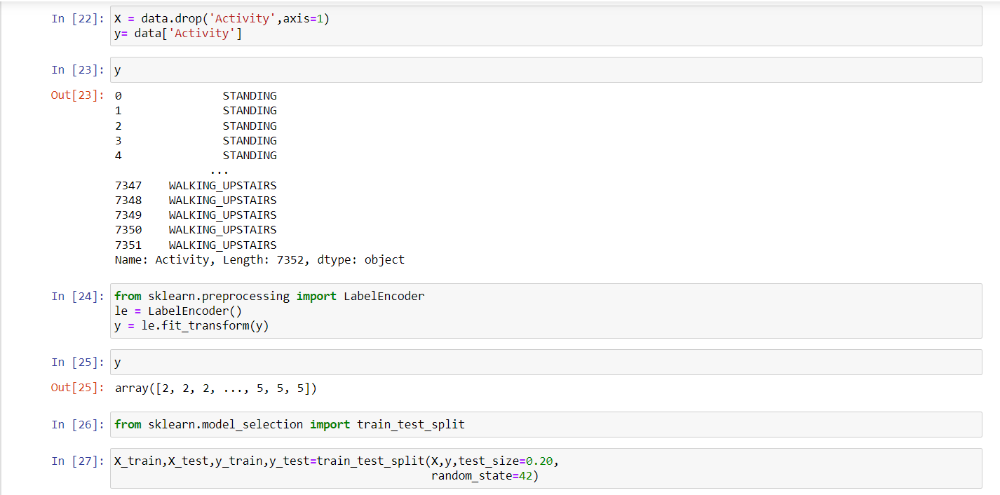 In [22]: X = data.drop('Activity',axis=1)
y= data['Activity']
In [23]: y
Out[23]: 0 STANDING
1 STANDING
2 STANDING
3 STANDING
4 STANDING
...
7347 WALKING_UPSTAIRS
7348 WALKING_UPSTAIRS
7349 WALKING_UPSTAIRS
7350 WALKING_UPSTAIRS
7351 WALKING_UPSTAIRS
Name: Activity, Length: 7352, dtype: object
In [24]: from sklearn.preprocessing import LabelEncoder
le = LabelEncoder()
y = le.fit_transform(y)
In [25]: y
Out[25]: array([2, 2, 2, ..., 5, 5, 5])
In [26]: from sklearn.model_selection import train_test_split
In [27]: X_train,X_test,y_train,y_test=train_test_split(X,y,test_size=0.20,
random_state=42)